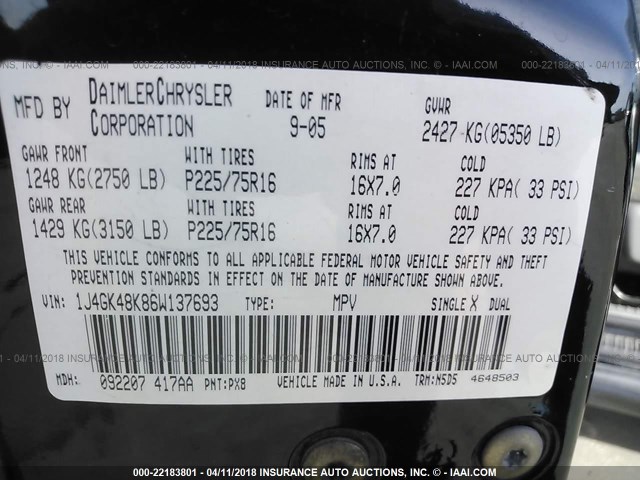 000-22183801 - 04/11/2018 INSURANCE AUTO AUCTIONS, INC. - © - IAAI.COM
MFD BY DAIMLERCHRYSLER CORPORATION DATE OF MFR 9-05 GVWR 2427 KG(05350 LB)
GAWR FRONT WITH TIRES RIMS AT COLD
1248 KG(2750 LB) P225/75R16 16X7.0 227 KPA( 33 PSI)
GAWR REAR WITH TIRES RIMS AT COLD
1429 KG(3150 LB) P225/75R16 16X7.0 227 KPA( 33 PSI)
THIS VEHICLE CONFORMS TO ALL APPLICABLE FEDERAL MOTOR VEHICLE SAFETY AND THEFT
PREVENTION STANDARDS IN EFFECT ON THE DATE OF MANUFACTURE SHOWN ABOVE.
VIN: 1J4GK48K86W137693 TYPE: MPV SINGLE X DUAL
MDH: 092207 417AA PNT:PX8 VEHICLE MADE IN U.S.A. TRM:N5D5 4648503
000-22183801 - 04/11/2018 INSURANCE AUTO AUCTIONS, INC. - © - IAAI.COM